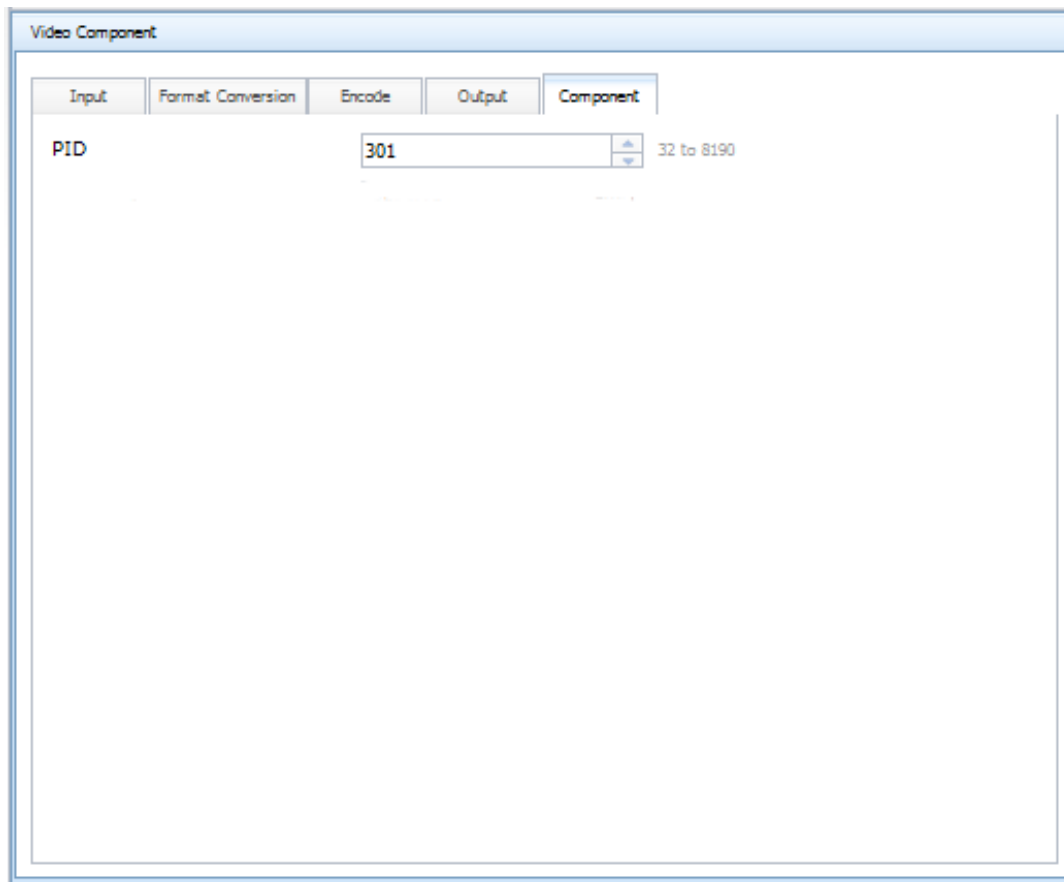 Video Component
Input Format Conversion Encode Output Component
PID 301 32 to 8190